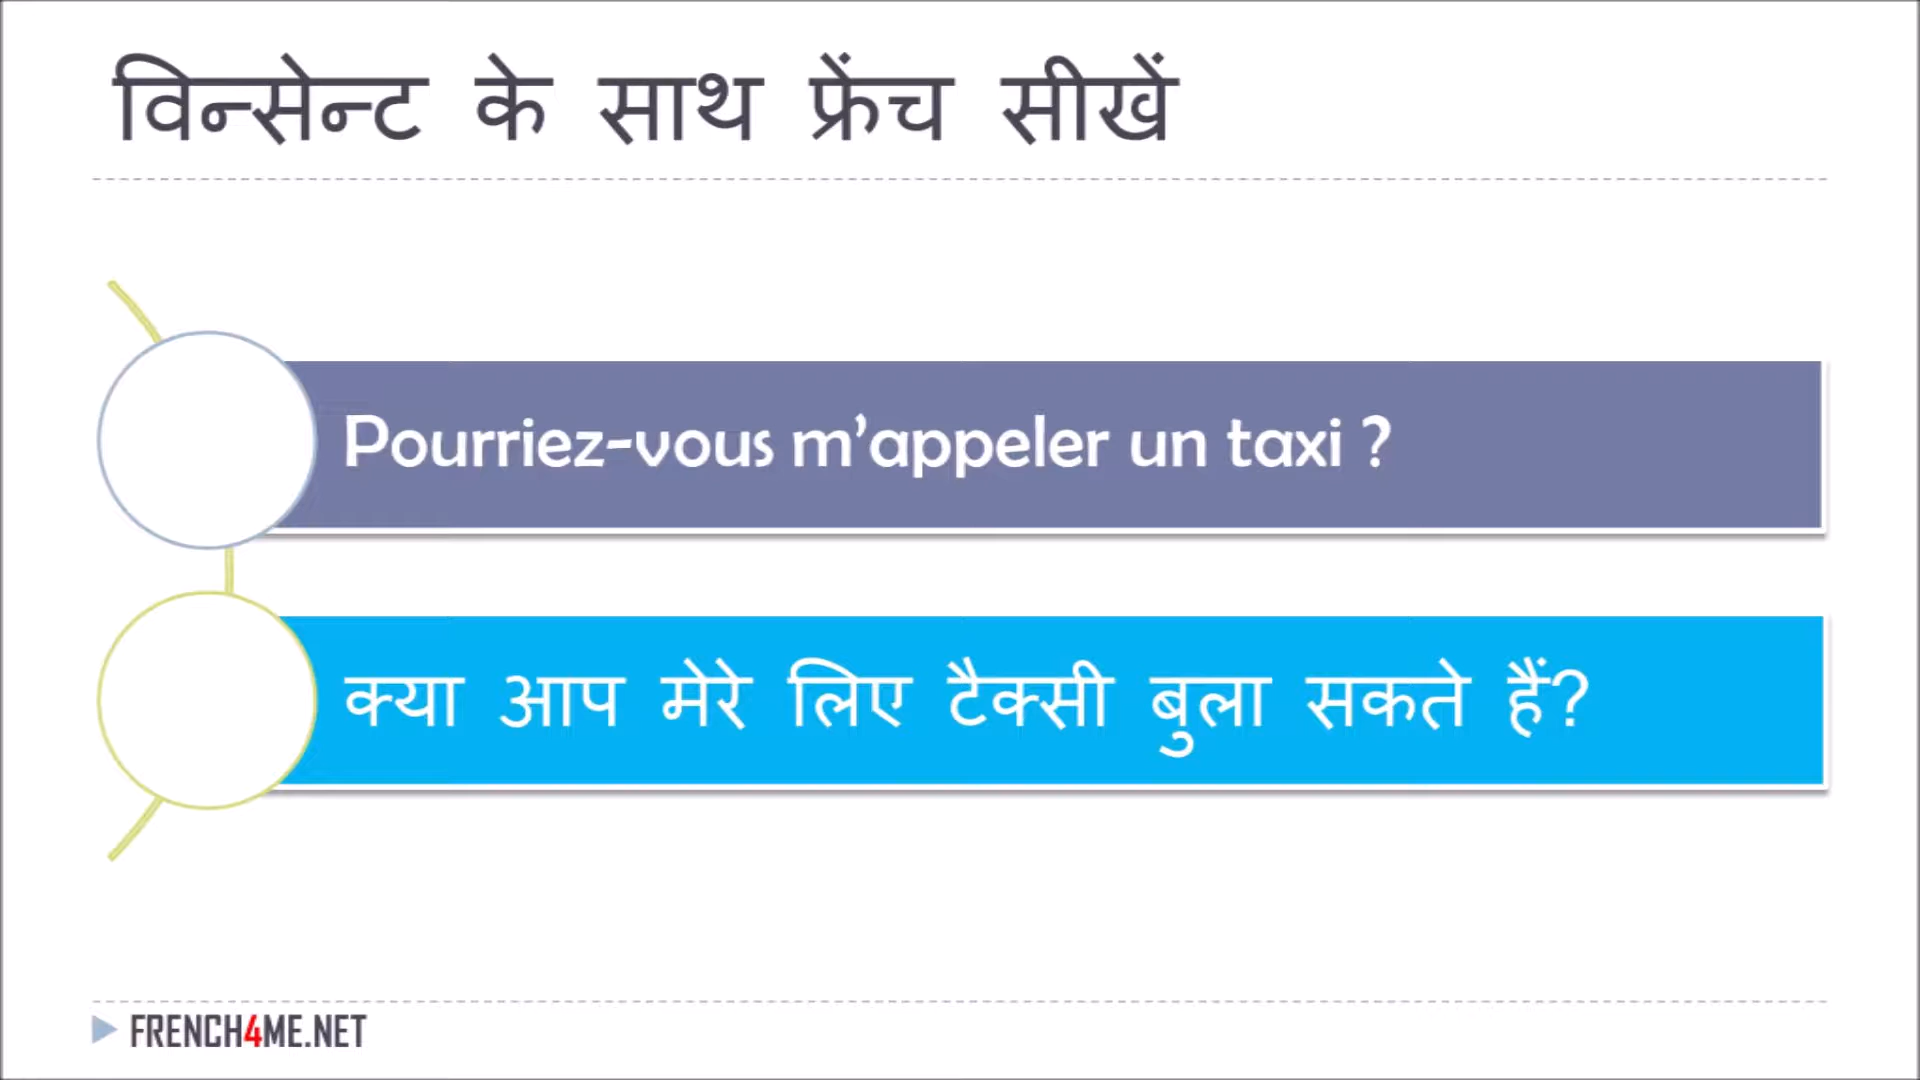 विन्सेन्ट के साथ फ्रेंच सीखें
Pourriez-vous m’appeler un taxi ?
क्या आप मेरे लिए टैक्सी बुला सकते हैं?
FRENCH4ME.NET